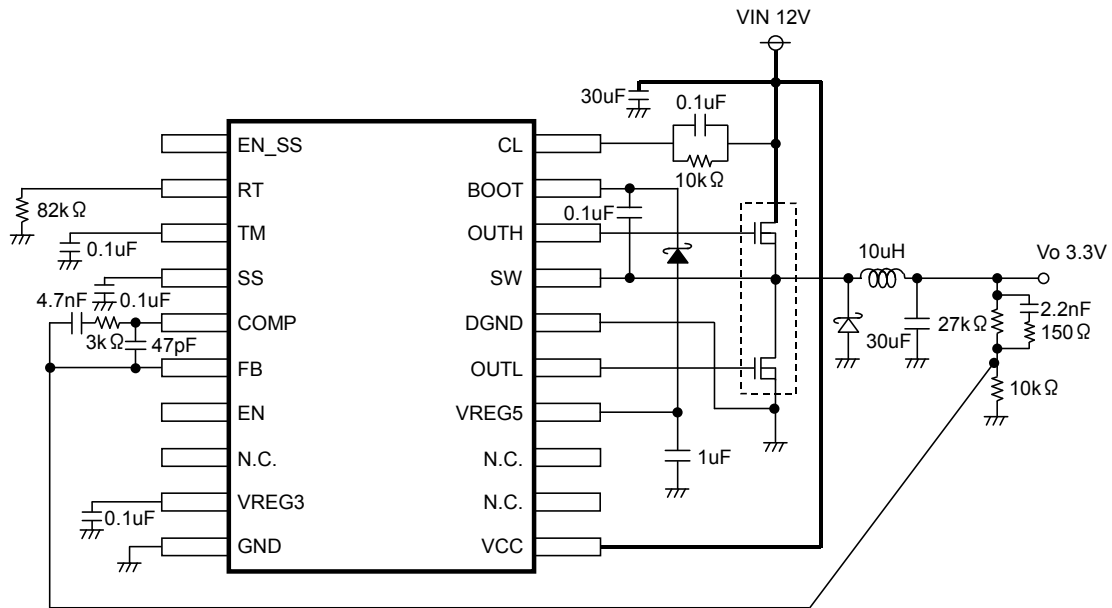 VIN 12V
30uF
0.1uF
10kΩ
EN_SS
CL
RT
BOOT
82kΩ
0.1uF
TM
OUTH
0.1uF
10uH
Vo 3.3V
SS
SW
4.7nF
0.1uF
2.2nF
COMP
DGND
3kΩ
47pF
30uF
27kΩ
150Ω
FB
OUTL
10kΩ
EN
VREG5
N.C.
N.C.
1uF
VREG3
N.C.
0.1uF
GND
VCC